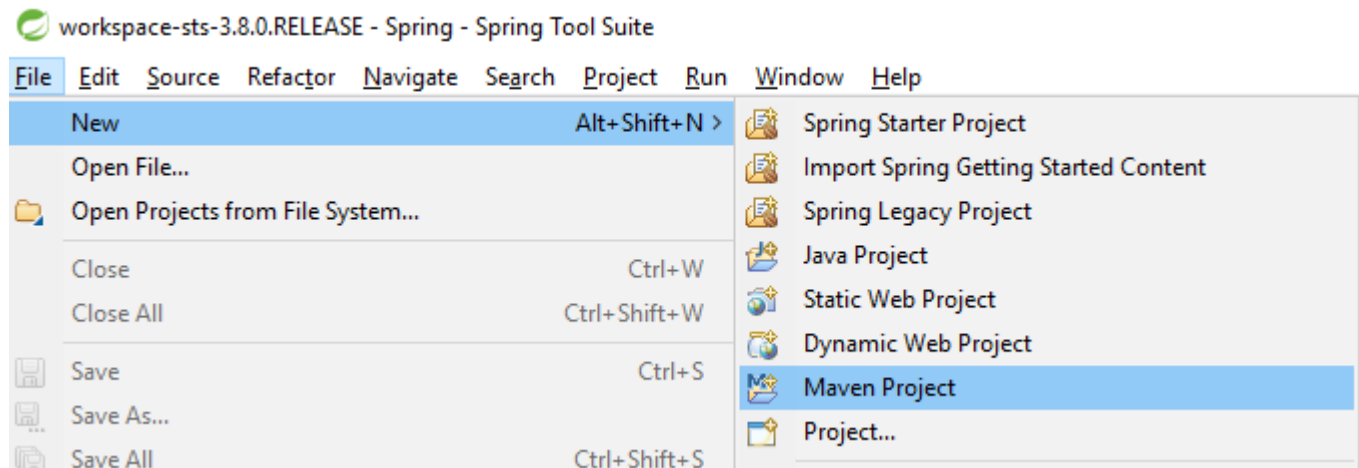 workspace-sts-3.8.0.RELEASE - Spring - Spring Tool Suite
File Edit Source Refactor Navigate Search Project Run Window Help
New Alt+Shift+N >
Open File...
Open Projects from File System...
Close Ctrl+W
Close All Ctrl+Shift+W
Save Ctrl+S
Save As...
Save All Ctrl+Shift+S
Spring Starter Project
Import Spring Getting Started Content
Spring Legacy Project
Java Project
Static Web Project
Dynamic Web Project
Maven Project
Project...